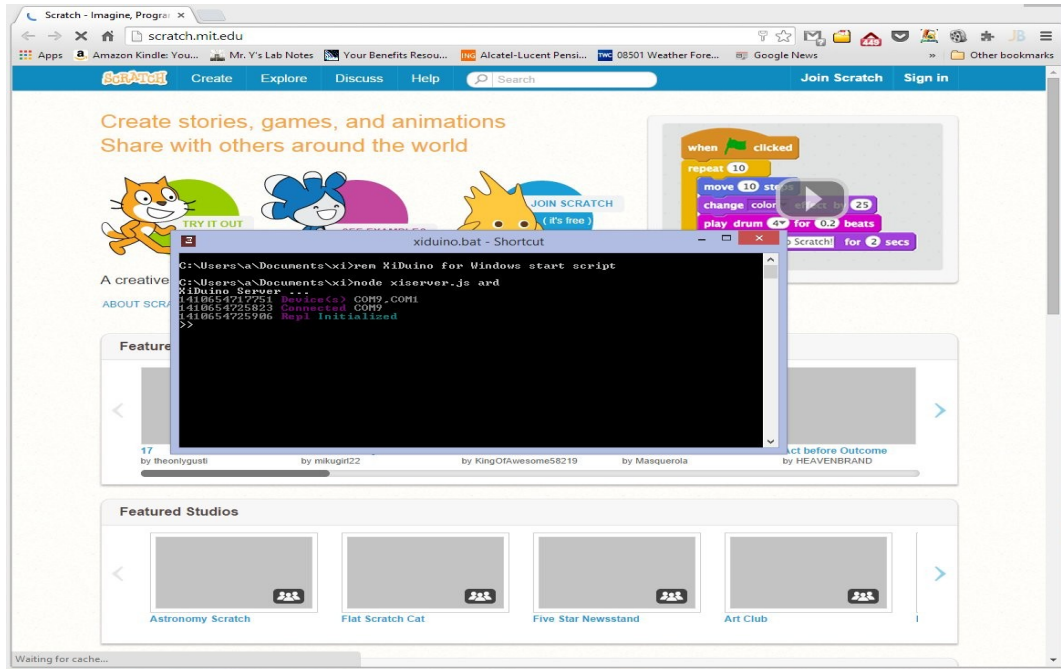 Scratch - Imagine, Progra
scratch.mit.edu
449
Apps Amazon Kindle: You... Mr. Y's Lab Notes Your Benefits Resou... Alcatel-Lucent Pensi... 08501 Weather Fore... Google News » Other bookmarks
SCRATCH Create Explore Discuss Help Search Join Scratch Sign in
Create stories, games, and animations
Share with others around the world
TRY IT OUT
JOIN SCRATCH
( it's free )
when clicked
repeat 10
move 10 steps
change color effect by 25
play drum 4 for 0.2 beats
Scratch! for 2 secs
A creative
ABOUT SCRA
xiduino.bat - Shortcut
C:\Users\a\Documents\xi>rem XiDuino for Windows start script
C:\Users\a\Documents\xi>node xiserver.js ard
XiDuino Server ...
1410654717751 Device(s) COM9,COM1
1410654725823 Connected COM9
1410654725906 Repl Initialized
>>
Feature
17
by theonlygusti
by mikugirl22
by KingOfAwesome58219
by Masquerola
Act before Outcome
by HEAVENBRAND
Featured Studios
Astronomy Scratch
Flat Scratch Cat
Five Star Newsstand
Art Club
Waiting for cache...